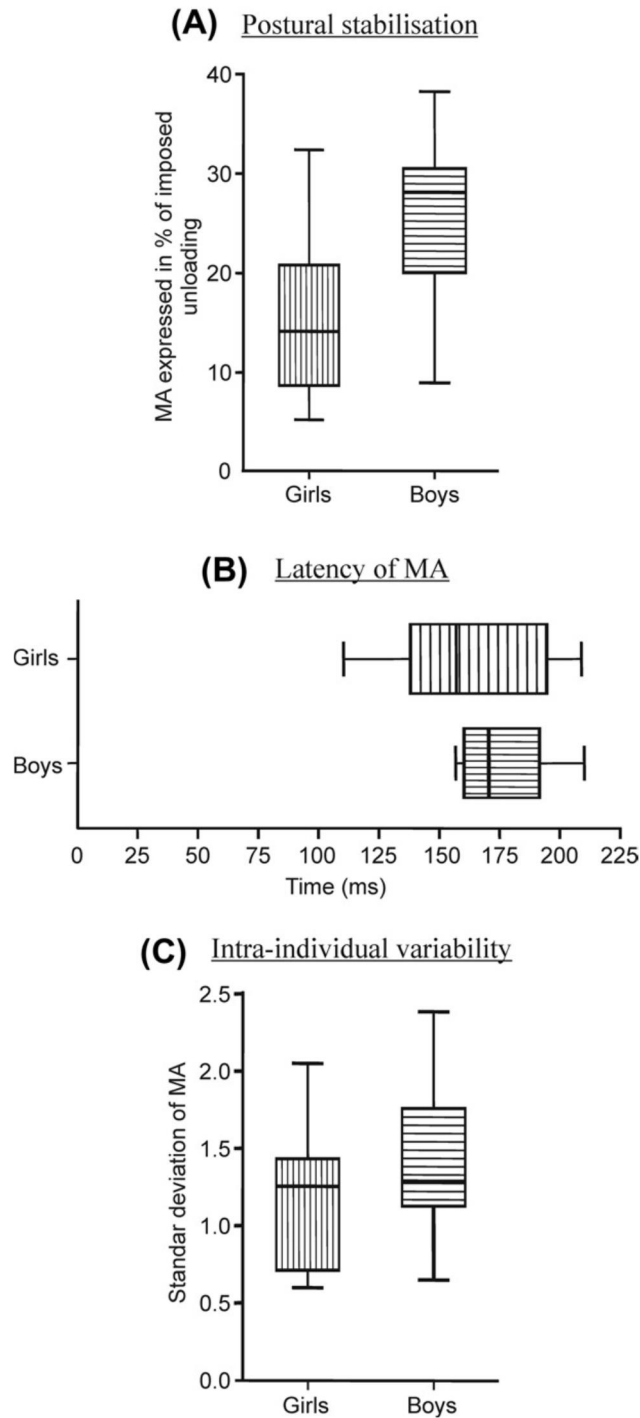 (A) Postural stabilisation
MA expressed in % of imposed
unloading
40
30
20
10
0
Girls Boys
(B) Latency of MA
Girls
Boys
0 25 50 75 100 125 150 175 200 225
Time (ms)
(C) Intra-individual variability
Standar deviation of MA
2.5
2.0
1.5
1.0
0.5
0.0
Girls Boys